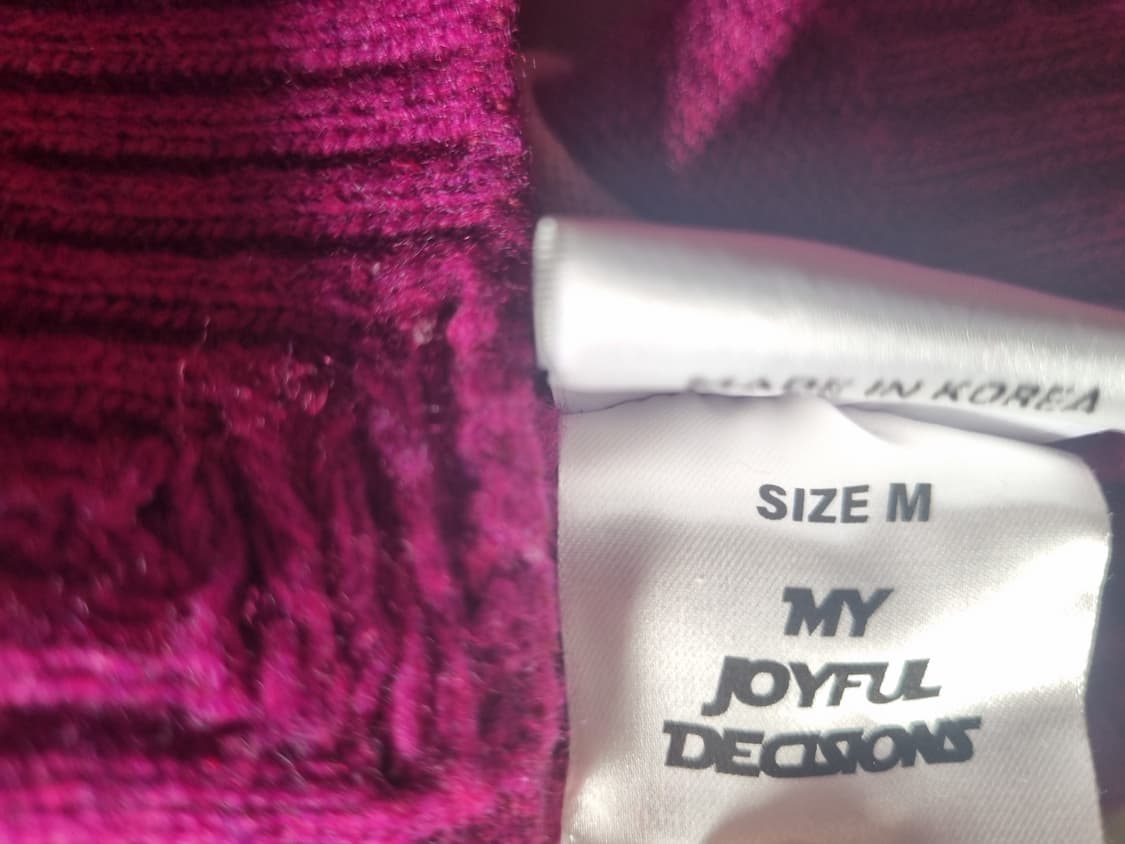 MADE IN KOREA
SIZE M
MY
JOYFUL
DECISIONS